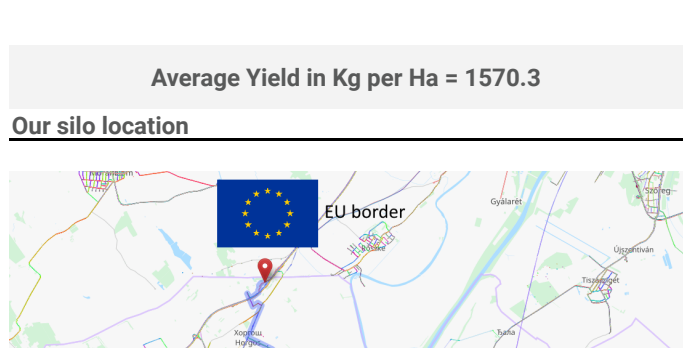 Average Yield in Kg per Ha = 1570.3
Our silo location
EU border
Gyálarét
Szőreg
Röszke
Újszentiván
Tiszasziget
Хоргош
Horgoš
Ђала